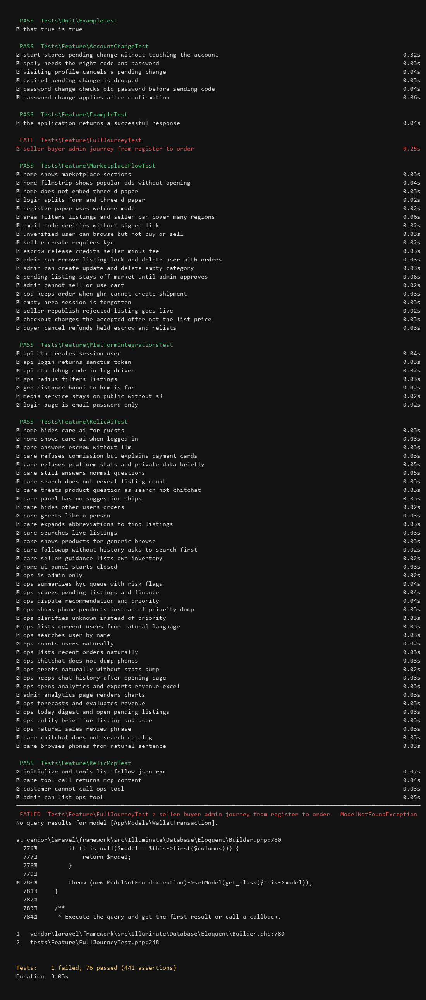 PASS  Tests\Unit\ExampleTest
⍰ that true is true
PASS  Tests\Feature\AccountChangeTest
⍰ start stores pending change without touching the account 0.32s
⍰ apply needs the right code and password 0.03s
⍰ visiting profile cancels a pending change 0.04s
⍰ expired pending change is dropped 0.03s
⍰ password change checks old password before sending code 0.04s
⍰ password change applies after confirmation 0.06s
PASS  Tests\Feature\ExampleTest
⍰ the application returns a successful response 0.04s
FAIL  Tests\Feature\FullJourneyTest
⍰ seller buyer admin journey from register to order 0.25s
PASS  Tests\Feature\MarketplaceFlowTest
⍰ home shows marketplace sections 0.03s
⍰ home filmstrip shows popular ads without opening 0.04s
⍰ home does not embed three d paper 0.03s
⍰ login splits form and three d paper 0.02s
⍰ register paper uses welcome mode 0.02s
⍰ area filters listings and seller can cover many regions 0.06s
⍰ email code verifies without signed link 0.02s
⍰ unverified user can browse but not buy or sell 0.03s
⍰ seller create requires kyc 0.02s
⍰ escrow release credits seller minus fee 0.03s
⍰ admin can remove listing lock and delete user with orders 0.03s
⍰ admin can create update and delete empty category 0.03s
⍰ pending listing stays off market until admin approves 0.06s
⍰ admin cannot sell or use cart 0.02s
⍰ cod keeps order when ghn cannot create shipment 0.03s
⍰ empty area session is forgotten 0.03s
⍰ seller republish rejected listing goes live 0.02s
⍰ checkout charges the accepted offer not the list price 0.03s
⍰ buyer cancel refunds held escrow and relists 0.03s
PASS  Tests\Feature\PlatformIntegrationsTest
⍰ api otp creates session user 0.04s
⍰ api login returns sanctum token 0.03s
⍰ api otp debug code in log driver 0.02s
⍰ gps radius filters listings 0.03s
⍰ geo distance hanoi to hcm is far 0.02s
⍰ media service stays on public without s3 0.02s
⍰ login page is email password only 0.02s
PASS  Tests\Feature\RelicAiTest
⍰ home hides care ai for guests 0.03s
⍰ home shows care ai when logged in 0.03s
⍰ care answers escrow without llm 0.03s
⍰ care refuses commission but explains payment cards 0.03s
⍰ care refuses platform stats and private data briefly 0.05s
⍰ care still answers normal questions 0.05s
⍰ care search does not reveal listing count 0.03s
⍰ care treats product question as search not chitchat 0.03s
⍰ care panel has no suggestion chips 0.03s
⍰ care hides other users orders 0.02s
⍰ care greets like a person 0.03s
⍰ care expands abbreviations to find listings 0.03s
⍰ care searches live listings 0.03s
⍰ care shows products for generic browse 0.03s
⍰ care followup without history asks to search first 0.02s
⍰ care seller guidance lists own inventory 0.02s
⍰ home ai panel starts closed 0.03s
⍰ ops is admin only 0.02s
⍰ ops summarizes kyc queue with risk flags 0.04s
⍰ ops scores pending listings and finance 0.04s
⍰ ops dispute recommendation and priority 0.04s
⍰ ops shows phone products instead of priority dump 0.03s
⍰ ops clarifies unknown instead of priority 0.03s
⍰ ops lists current users from natural language 0.03s
⍰ ops searches user by name 0.03s
⍰ ops counts users naturally 0.02s
⍰ ops lists recent orders naturally 0.03s
⍰ ops chitchat does not dump phones 0.03s
⍰ ops greets naturally without stats dump 0.02s
⍰ ops keeps chat history after opening page 0.03s
⍰ ops opens analytics and exports revenue excel 0.03s
⍰ admin analytics page renders charts 0.03s
⍰ ops forecasts and evaluates revenue 0.03s
⍰ ops today digest and open pending listings 0.03s
⍰ ops entity brief for listing and user 0.03s
⍰ ops natural sales review phrase 0.03s
⍰ care chitchat does not search catalog 0.03s
⍰ care browses phones from natural sentence 0.03s
PASS  Tests\Feature\RelicMcpTest
⍰ initialize and tools list follow json rpc 0.07s
⍰ care tool call returns mcp content 0.04s
⍰ customer cannot call ops tool 0.03s
⍰ admin can list ops tool 0.05s
FAILED  Tests\Feature\FullJourneyTest > seller buyer admin journey from register to order   ModelNotFoundException
No query results for model [App\Models\WalletTransaction].
at vendor\laravel\framework\src\Illuminate\Database\Eloquent\Builder.php:780
776⍰         if (! is_null($model = $this->first($columns))) {
777⍰             return $model;
778⍰         }
779⍰
⍰ 780⍰         throw (new ModelNotFoundException)->setModel(get_class($this->model));
781⍰     }
782⍰
783⍰     /**
784⍰      * Execute the query and get the first result or call a callback.
1   vendor\laravel\framework\src\Illuminate\Database\Eloquent\Builder.php:780
2   tests\Feature\FullJourneyTest.php:248
Tests:    1 failed, 76 passed (441 assertions)
Duration: 3.03s